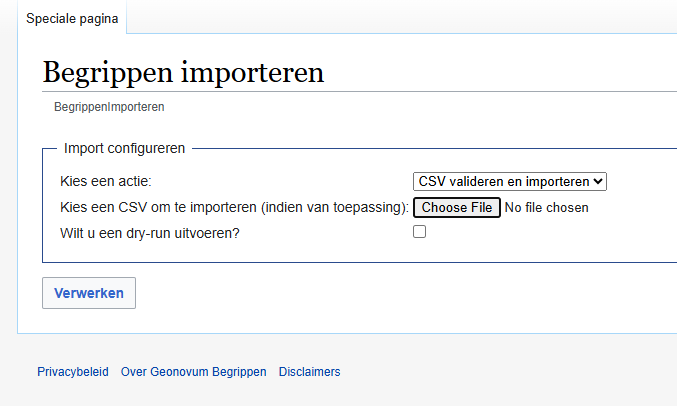 Speciale pagina
Begrippen importeren
BegrippenImporteren
Import configureren
Kies een actie: CSV valideren en importeren
Kies een CSV om te importeren (indien van toepassing): Choose File No file chosen
Wilt u een dry-run uitvoeren?
Verwerken
Privacybeleid Over Geonovum Begrippen Disclaimers